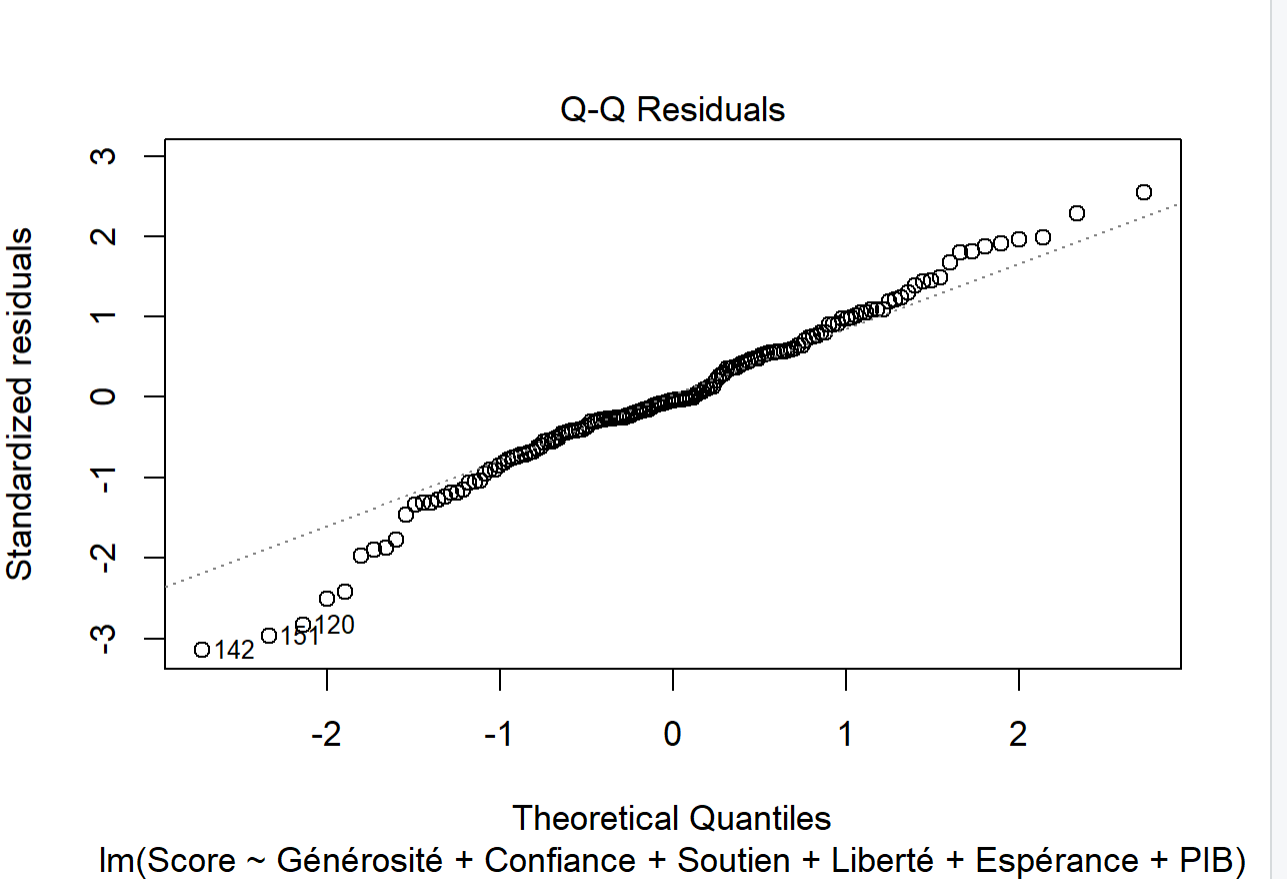 Q-Q Residuals
Standardized residuals
3
2
1
0
-1
-2
-3
142
151
120
-2 -1 0 1 2
Theoretical Quantiles
lm(Score ~ Générosité + Confiance + Soutien + Liberté + Espérance + PIB)